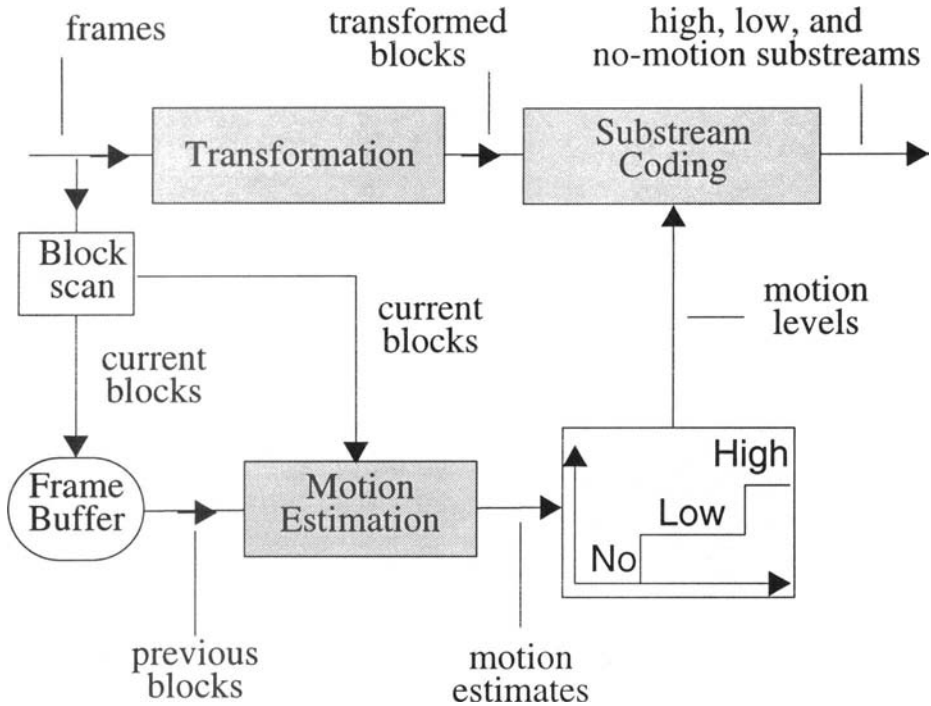 frames
transformed
blocks
high, low, and
no-motion substreams
Transformation
Substream
Coding
Block
scan
current
blocks
current
blocks
motion
levels
Frame
Buffer
Motion
Estimation
High
Low
No
previous
blocks
motion
estimates